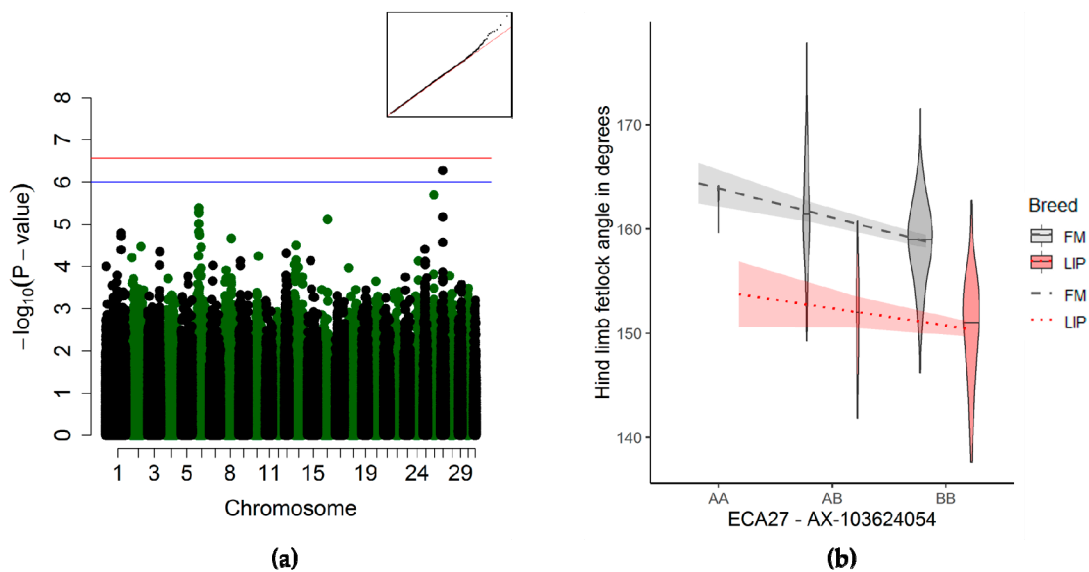 8
7
6
5
4
3
2
1
0
−log₁₀(P−value)
1 3 5 8 11 15 19 24 29
Chromosome
(a)
170
160
150
140
Hind limb fetlock angle in degrees
AA AB BB
ECA27 - AX-103624054
Breed
FM
LIP
FM
LIP
(b)